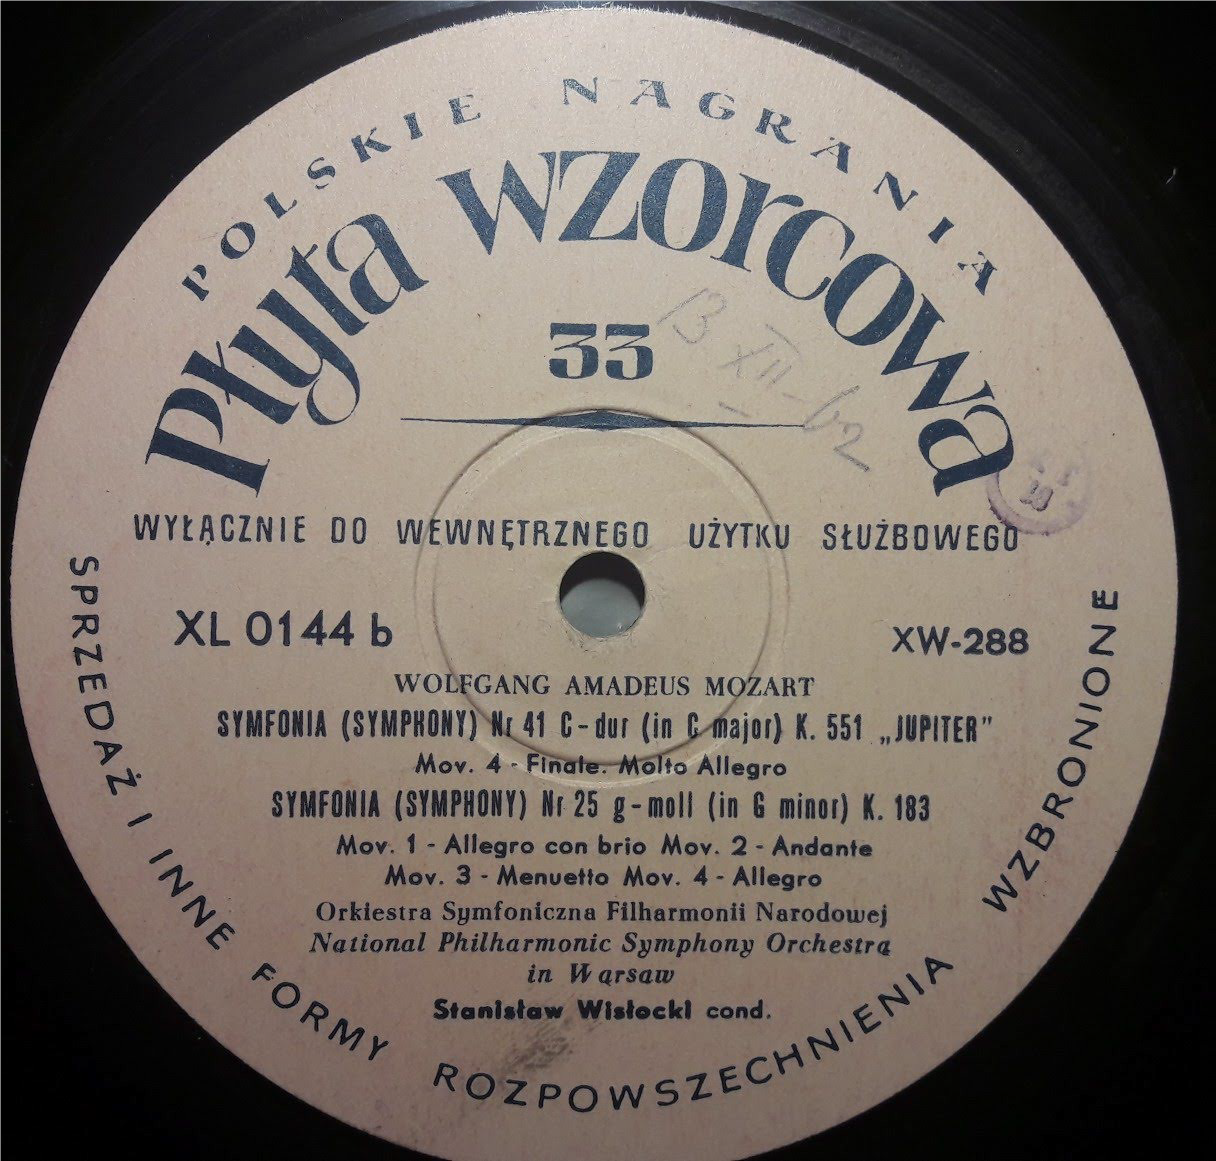 POLSKIE NAGRANIA
Płyta wzorcowa
33
XII-62
WYŁĄCZNIE DO WEWNĘTRZNEGO UŻYTKU SŁUŻBOWEGO
XL 0144 b
XW-288
WOLFGANG AMADEUS MOZART
SYMFONIA (SYMPHONY) Nr 41 C-dur (in C major) K. 551 „JUPITER"
Mov. 4 - Finale. Molto Allegro
SYMFONIA (SYMPHONY) Nr 25 g-moll (in G minor) K. 183
Mov. 1 - Allegro con brio Mov. 2 - Andante
Mov. 3 - Menuetto Mov. 4 - Allegro
Orkiestra Symfoniczna Filharmonii Narodowej
National Philharmonic Symphony Orchestra
in Warsaw
Stanisław Wisłocki cond.
SPRZEDAŻ I INNE FORMY ROZPOWSZECHNIENIA WZBRONIONE